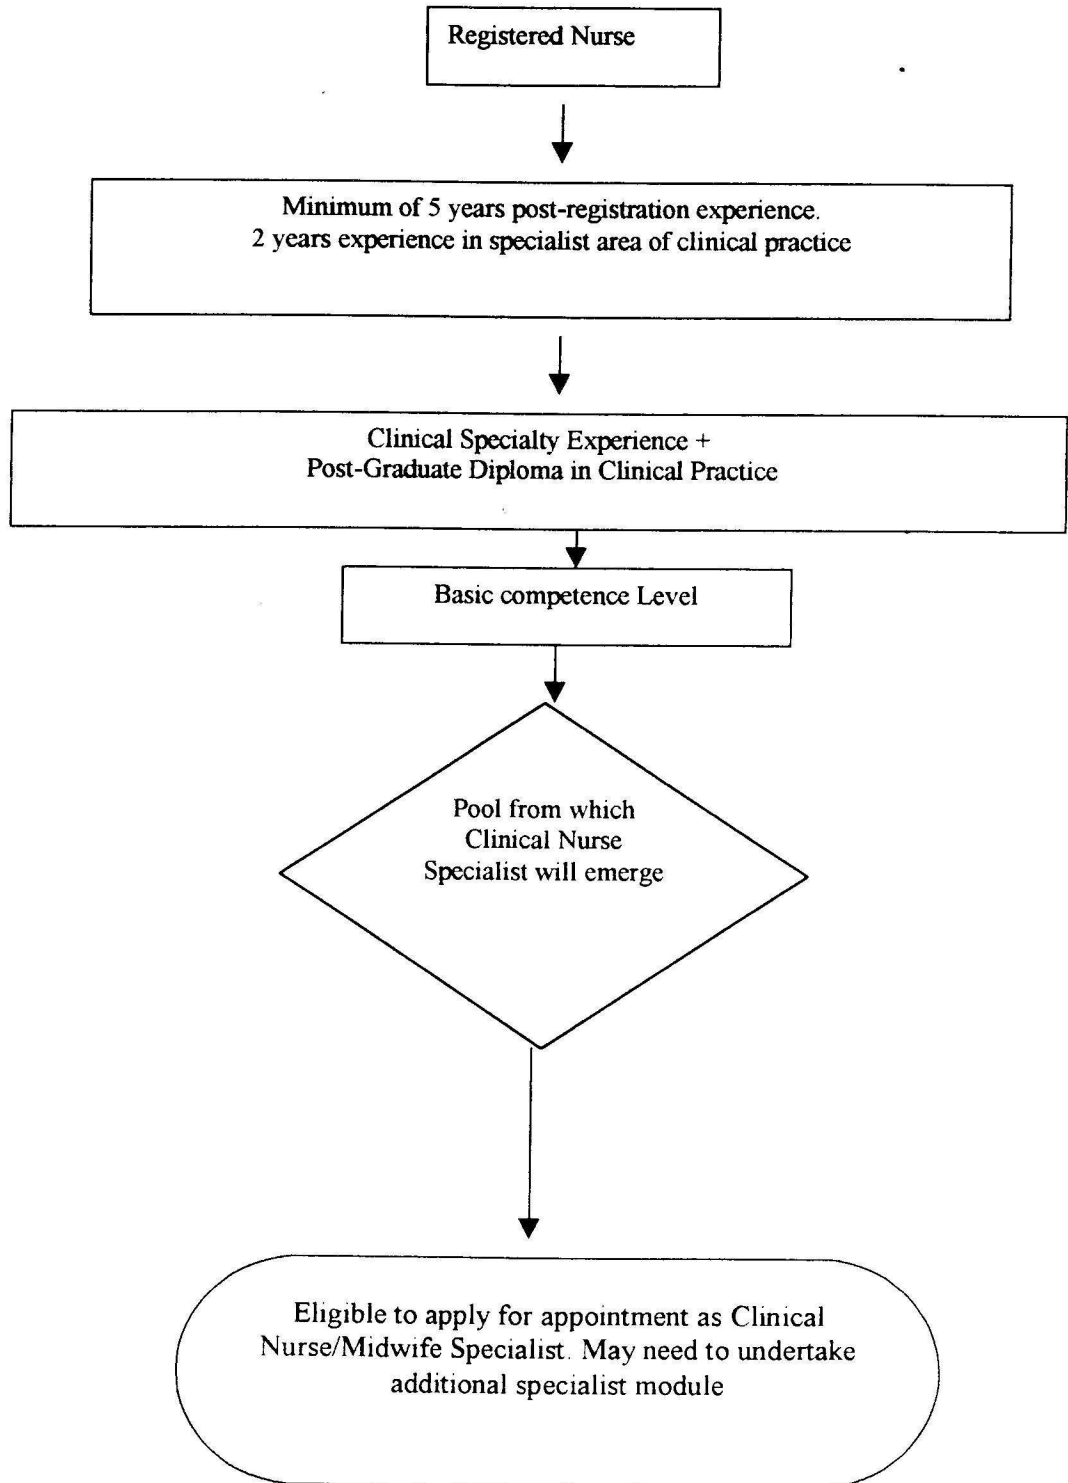 Registered Nurse
Minimum of 5 years post-registration experience.
2 years experience in specialist area of clinical practice
Clinical Specialty Experience +
Post-Graduate Diploma in Clinical Practice
Basic competence Level
Pool from which
Clinical Nurse
Specialist will emerge
Eligible to apply for appointment as Clinical
Nurse/Midwife Specialist. May need to undertake
additional specialist module